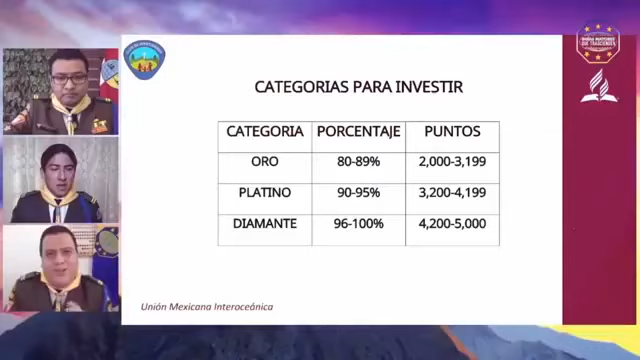 CATEGORIAS PARA INVESTIR
CATEGORIA PORCENTAJE PUNTOS
ORO 80-89% 2,000-3,199
PLATINO 90-95% 3,200-4,199
DIAMANTE 96-100% 4,200-5,000
Unión Mexicana Interoceánica